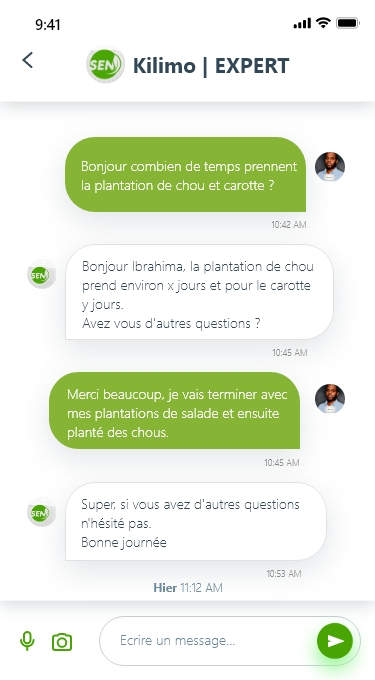 9:41
SEN
Kilimo | EXPERT
Bonjour combien de temps prennent
la plantation de chou et carotte ?
10:42 AM
Bonjour Ibrahima, la plantation de chou
prend environ x jours et pour le carotte
y jours.
Avez vous d'autres questions ?
SEN
10:45 AM
Merci beaucoup, je vais terminer avec
mes plantations de salade et ensuite
planté des chous.
10:45 AM
Super, si vous avez d'autres questions
n'hésité pas.
Bonne journée
SEN
10:53 AM
Hier 11:12 AM
Ecrire un message...